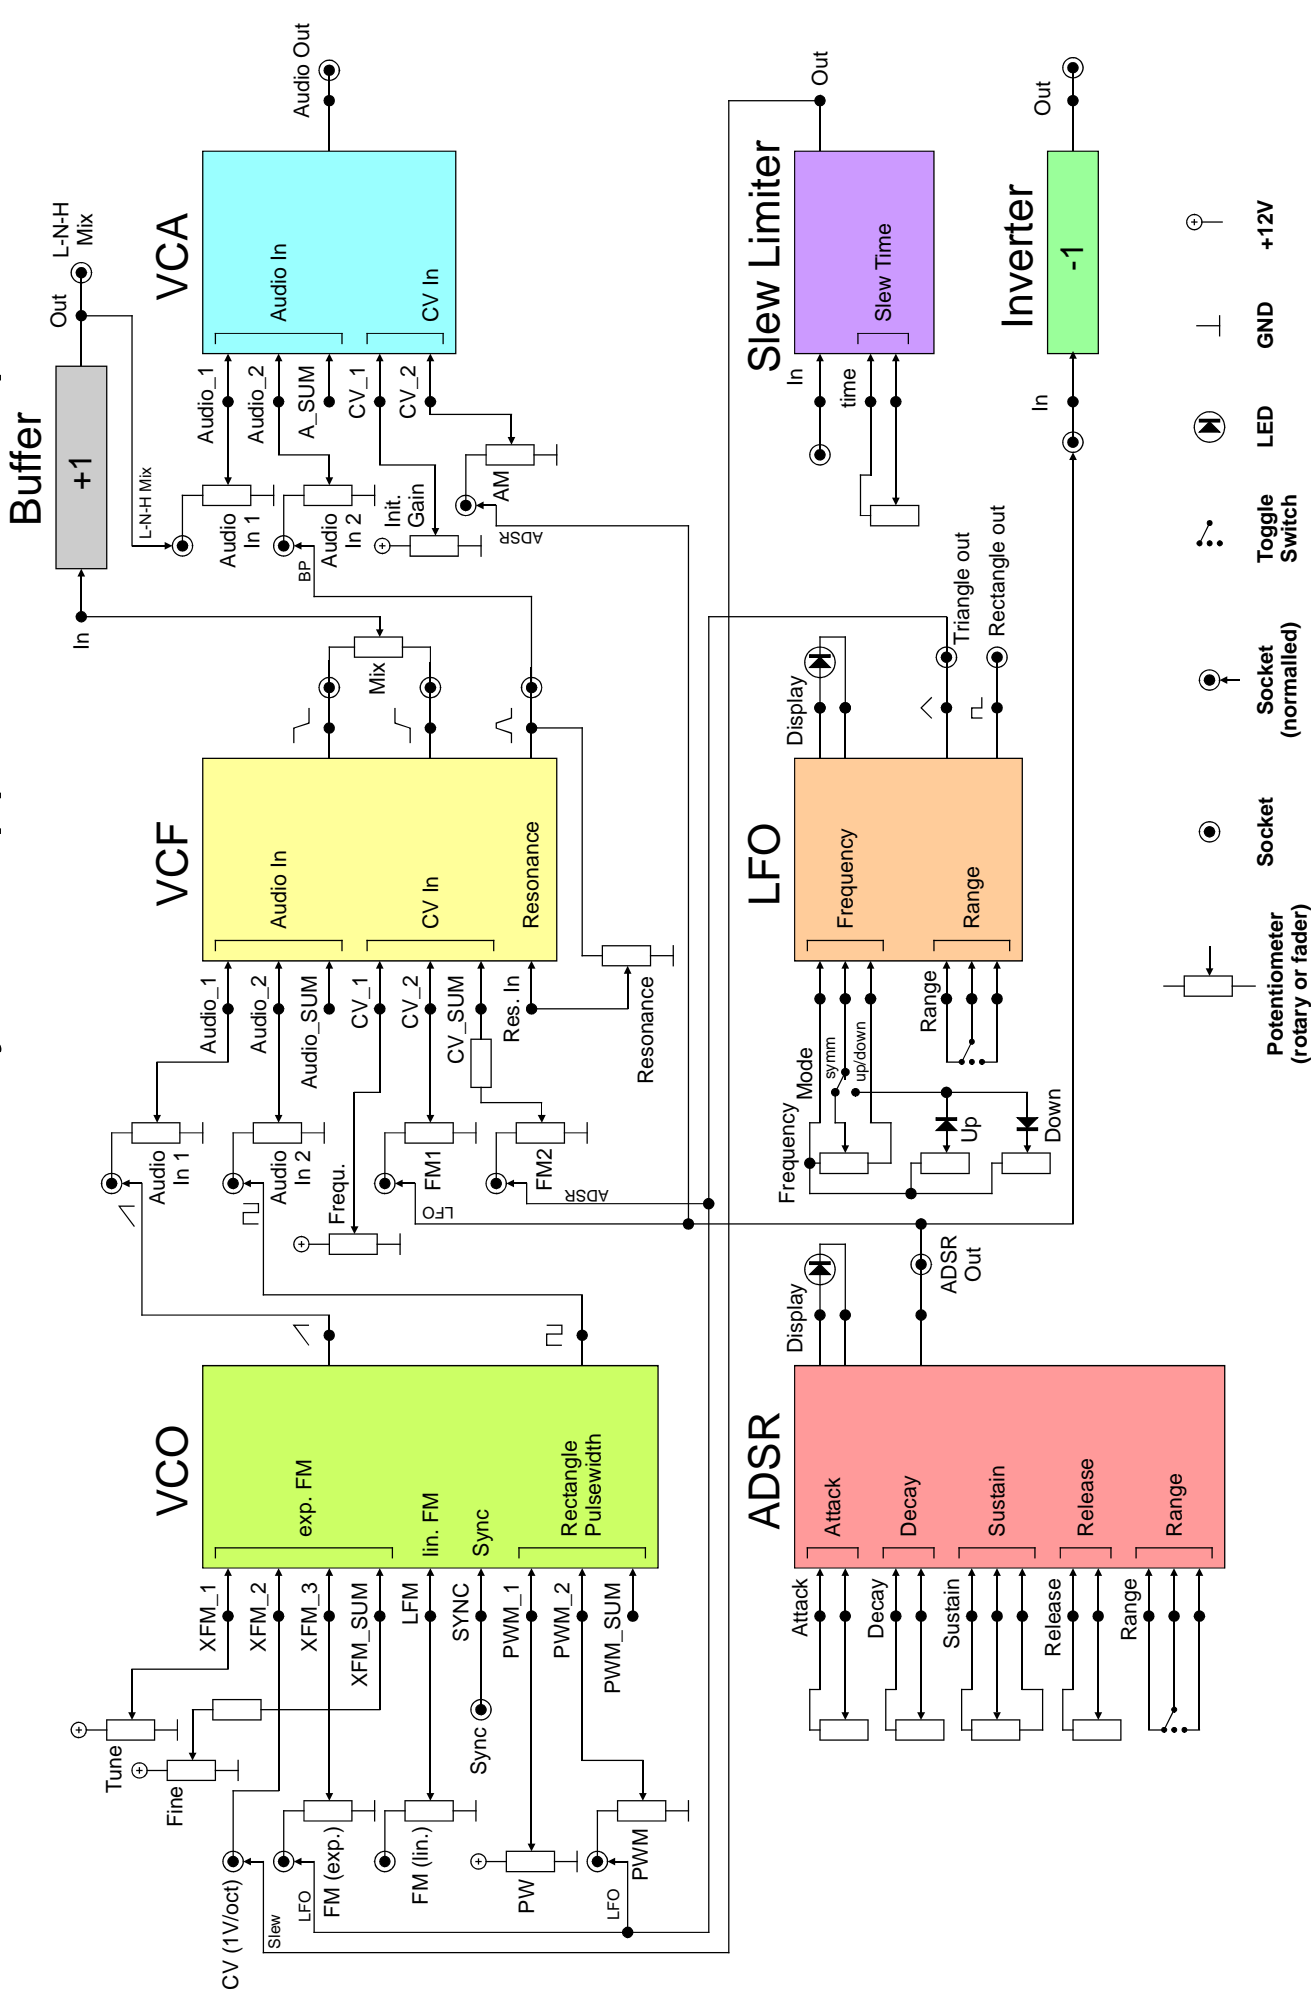 Buffer
+1
In
Out
L-N-H
Mix
L-N-H Mix
VCO
exp. FM
lin. FM
Sync
Rectangle
Pulsewidth
XFM_1
XFM_2
XFM_3
XFM_SUM
LFM
SYNC
PWM_1
PWM_2
PWM_SUM
Tune
Fine
CV (1V/oct)
Slew
LFO
FM (exp.)
FM (lin.)
Sync
PW
LFO
PWM
VCF
Audio In
CV In
Resonance
Audio_1
Audio_2
Audio_SUM
CV_1
CV_2
CV_SUM
Res. In
Audio
In 1
Audio
In 2
Frequ.
FM1
LFO
FM2
ADSR
Resonance
Mix
VCA
Audio In
CV In
Audio_1
Audio_2
A_SUM
CV_1
CV_2
Audio
In 1
Audio
In 2
BP
Init.
Gain
AM
ADSR
Audio Out
ADSR
Attack
Decay
Sustain
Release
Range
Attack
Decay
Sustain
Release
Range
Display
ADSR
Out
LFO
Frequency
Range
Frequency
Mode
symm
up/down
Up
Down
Range
Display
Triangle out
Rectangle out
Slew Limiter
Slew Time
In
time
Out
Inverter
-1
In
Out
Potentiometer
(rotary or fader)
Socket
Socket
(normalled)
Toggle
Switch
LED
GND
+12V